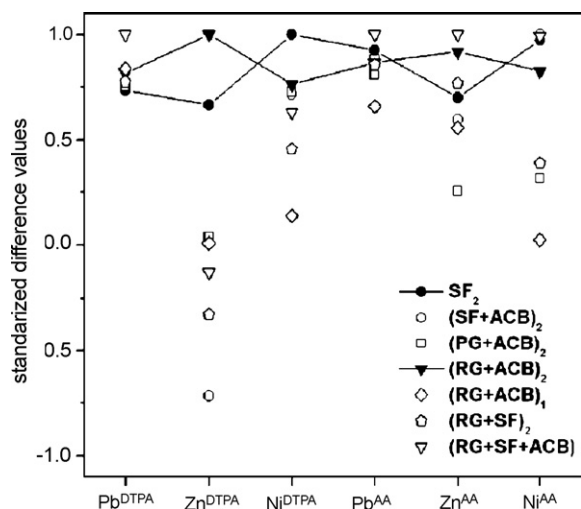 standarized difference values
1.0
0.5
0.0
0.5
-1.0
SF₂
(SF+ACB)₂
(PG+ACB)₂
(RG+ACB)₂
(RG+ACB)₁
(RG+SF)₂
(RG+SF+ACB)
Pbᴰᵀᴾᴬ Znᴰᵀᴾᴬ Niᴰᵀᴾᴬ Pbᴬᴬ Znᴬᴬ Niᴬᴬ